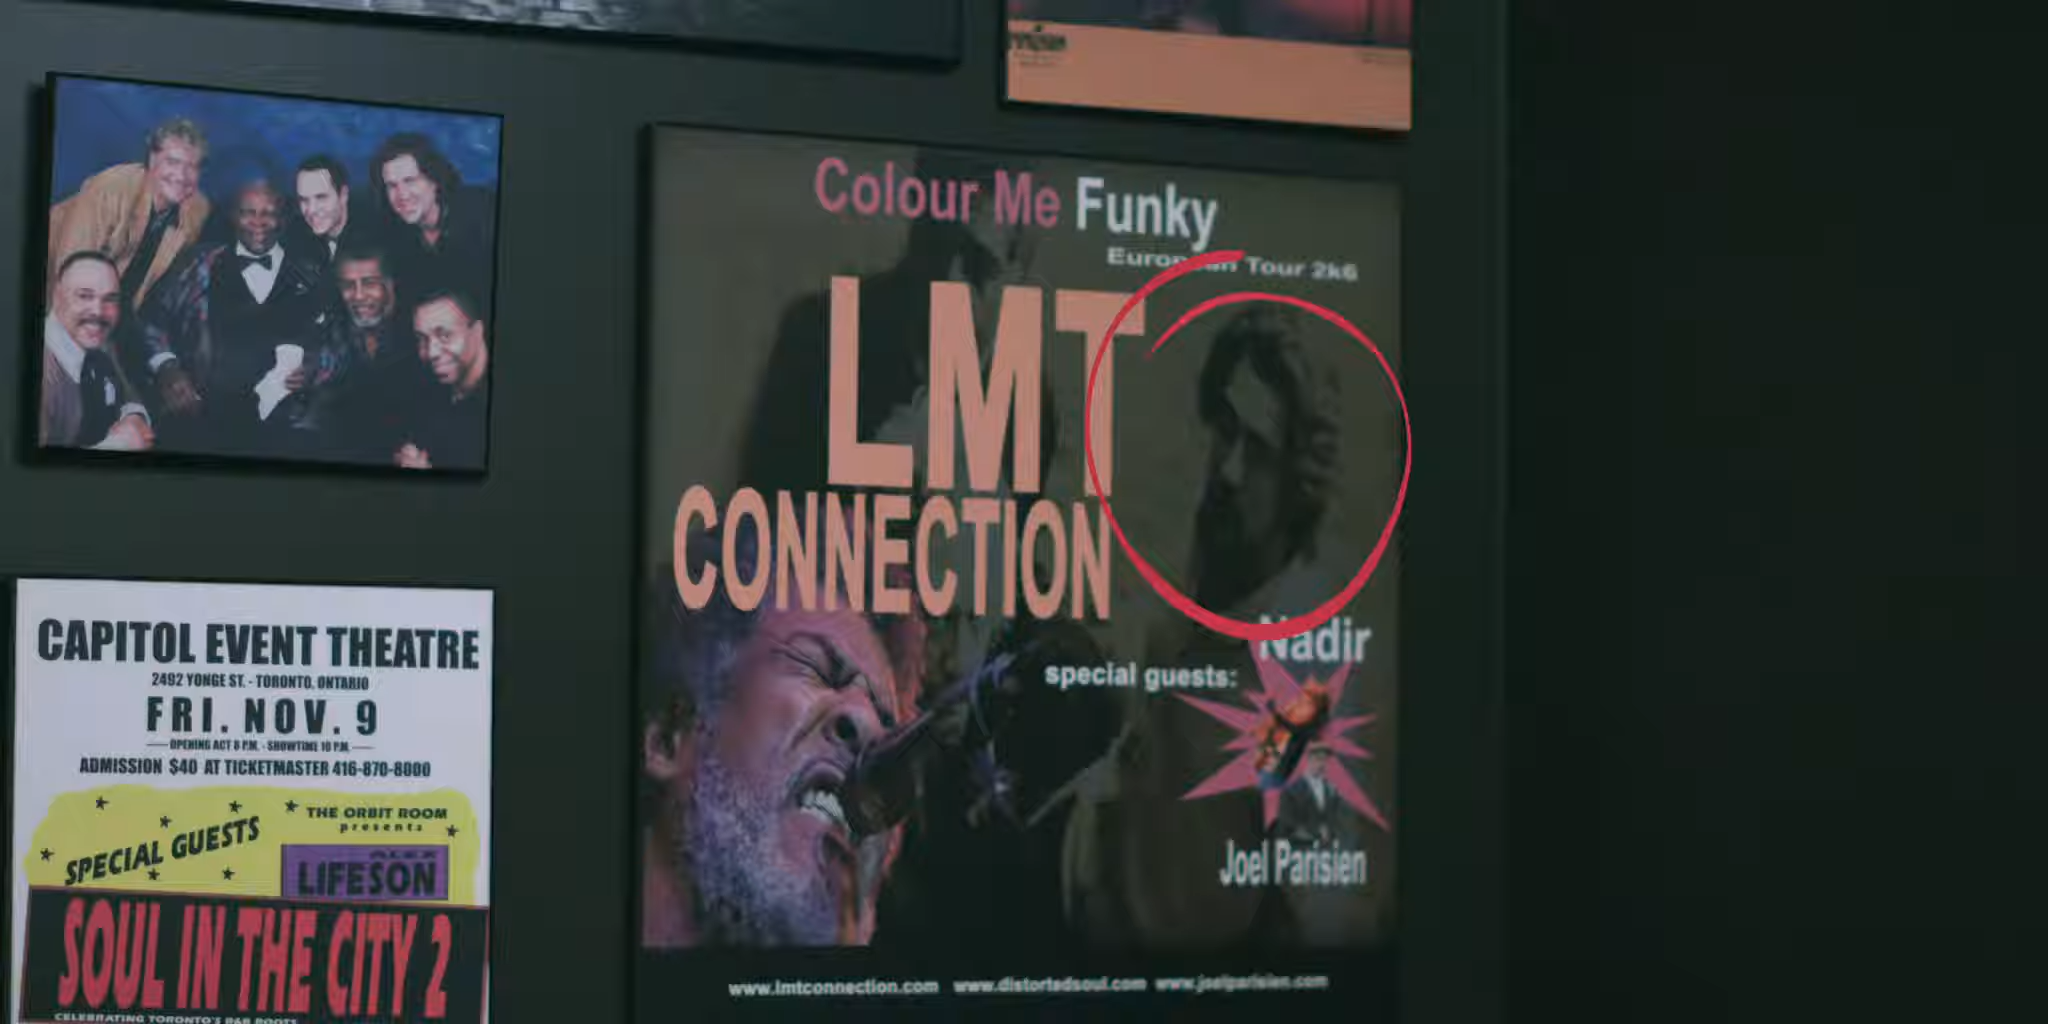 Colour Me Funky
European Tour 2k6
LMT
CONNECTION
Nadir
special guests:
Joel Parisien
www.lmtconnection.com www.distortedsoul.com www.joelparisien.com
CAPITOL EVENT THEATRE
2492 YONGE ST. - TORONTO, ONTARIO
FRI. NOV. 9
OPENING ACT 8 P.M. - SHOWTIME 10 P.M.
ADMISSION $40 AT TICKETMASTER 416-870-8000
THE ORBIT ROOM
presents
SPECIAL GUESTS
ALEX
LIFESON
SOUL IN THE CITY 2
CELEBRATING TORONTO'S R&B ROOTS